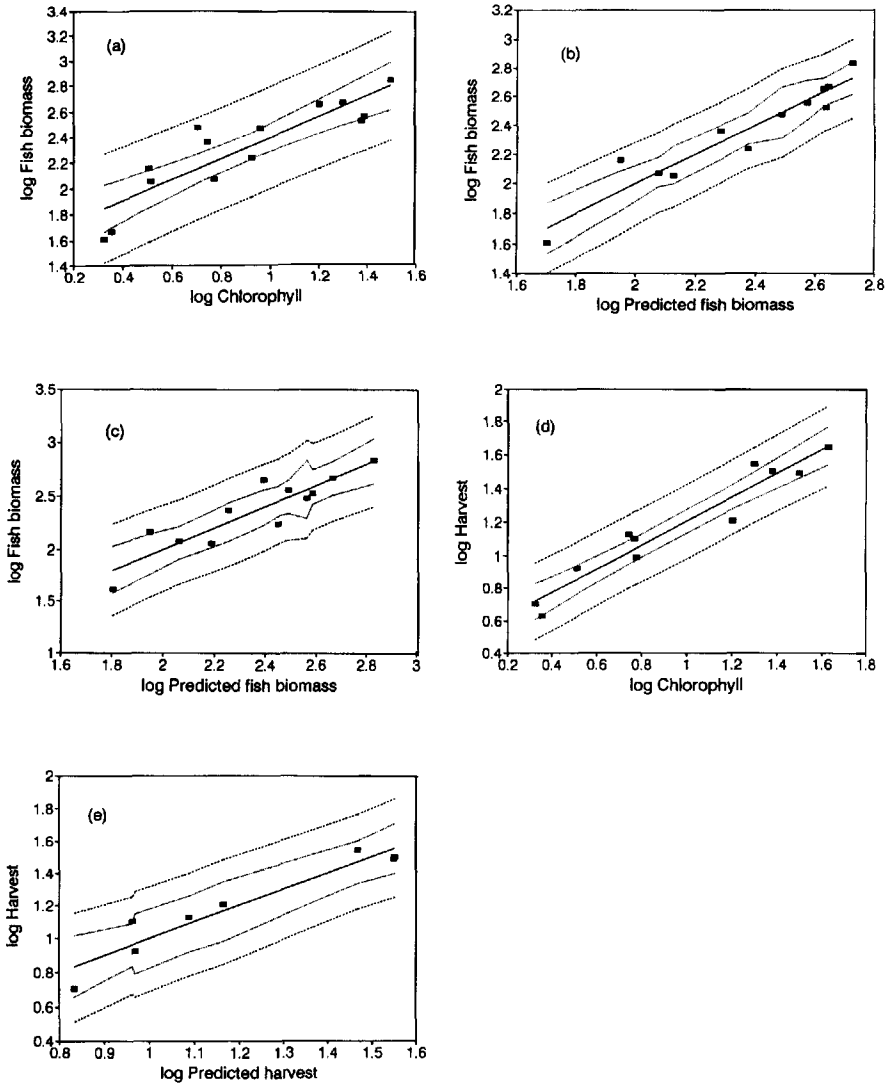 (a)
log Fish biomass
3.4
3.2
3
2.8
2.6
2.4
2.2
2
1.8
1.6
1.4
0.2 0.4 0.6 0.8 1 1.2 1.4 1.6
log Chlorophyll
(b)
log Fish biomass
3.2
3
2.8
2.6
2.4
2.2
2
1.8
1.6
1.4
1.6 1.8 2 2.2 2.4 2.6 2.8
log Predicted fish biomass
(c)
log Fish biomass
3.5
3
2.5
2
1.5
1
1.6 1.8 2 2.2 2.4 2.6 2.8 3
log Predicted fish biomass
(d)
log Harvest
2
1.8
1.6
1.4
1.2
1
0.8
0.6
0.4
0.2 0.4 0.6 0.8 1 1.2 1.4 1.6 1.8
log Chlorophyll
(e)
log Harvest
2
1.8
1.6
1.4
1.2
1
0.8
0.6
0.4
0.8 0.9 1 1.1 1.2 1.3 1.4 1.5 1.6
log Predicted harvest